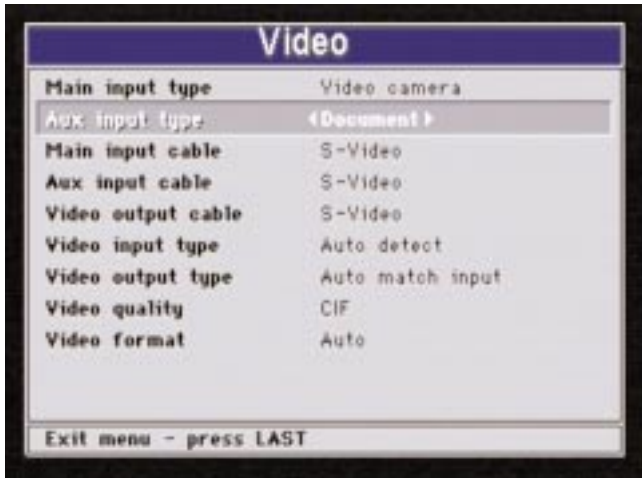 Video
Main input type Video camera
Aux input type Document
Main input cable S-Video
Aux input cable S-Video
Video output cable S-Video
Video input type Auto detect
Video output type Auto match input
Video quality CIF
Video format Auto
Exit menu - press LAST